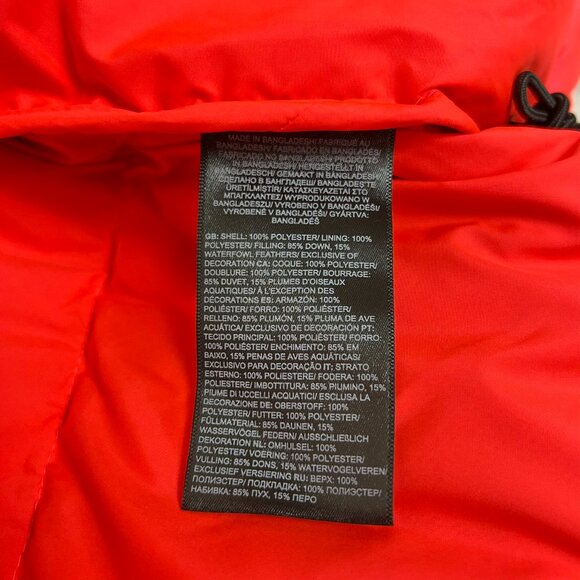 MADE IN BANGLADESH/ FABRIQUÉ AU
BANGLADESH/ FABRICADO EN BANGLADESH/
FABRICADO NO BANGLADESH/ PRODOTTO
IN BANGLADESH/ HERGESTELLT IN
BANGLADESCH/ GEMAAKT IN BANGLADESH/
СДЕЛАНО В БАНГЛАДЕШ/ BANGLADEŞ'TE
ÜRETİLMİŞTİR/ ΚΑΤΑΣΚΕΥΑΖΕΤΑΙ ΣΤΟ
ΜΠΑΓΚΛΑΝΤΕΣ/ WYPRODUKOWANO W
BANGLADESZU/ VYROBENO V BANGLADÉŠI/
VYROBENÉ V BANGLADÉŠI/ GYÁRTVA:
BANGLADES
GB: SHELL: 100% POLYESTER/ LINING: 100%
POLYESTER/ FILLING: 85% DOWN, 15%
WATERFOWL FEATHERS/ EXCLUSIVE OF
DECORATION CA: COQUE: 100% POLYESTER/
DOUBLURE: 100% POLYESTER/ BOURRAGE:
85% DUVET, 15% PLUMES D'OISEAUX
AQUATIQUES/ À L'EXCEPTION DES
DÉCORATIONS ES: ARMAZÓN: 100%
POLIÉSTER/ FORRO: 100% POLIÉSTER/
RELLENO: 85% PLUMÓN, 15% PLUMA DE AVE
ACUÁTICA/ EXCLUSIVO DE DECORACIÓN PT:
TECIDO PRINCIPAL: 100% POLIÉSTER/ FORRO:
100% POLIÉSTER/ ENCHIMENTO: 85% EM
BAIXO, 15% PENAS DE AVES AQUÁTICAS/
EXCLUSIVO PARA DECORAÇÃO IT: STRATO
ESTERNO: 100% POLIESTERE/ FODERA: 100%
POLIESTERE/ IMBOTTITURA: 85% PIUMINO, 15%
PIUME DI UCCELLI ACQUATICI/ ESCLUSA LA
DECORAZIONE DE: OBERSTOFF: 100%
POLYESTER/ FUTTER: 100% POLYESTER/
FÜLLMATERIAL: 85% DAUNEN, 15%
WASSERVÖGEL FEDERN/ AUSSCHLIEßLICH
DEKORATION NL: OMHULSEL: 100%
POLYESTER/ VOERING: 100% POLYESTER/
VULLING: 85% DONS, 15% WATERVOGELVEREN/
EXCLUSIEF VERSIERING RU: ВЕРХ: 100%
ПОЛИЭСТЕР/ ПОДКЛАДКА: 100% ПОЛИЭСТЕР/
НАБИВКА: 85% ПУХ, 15% ПЕРО